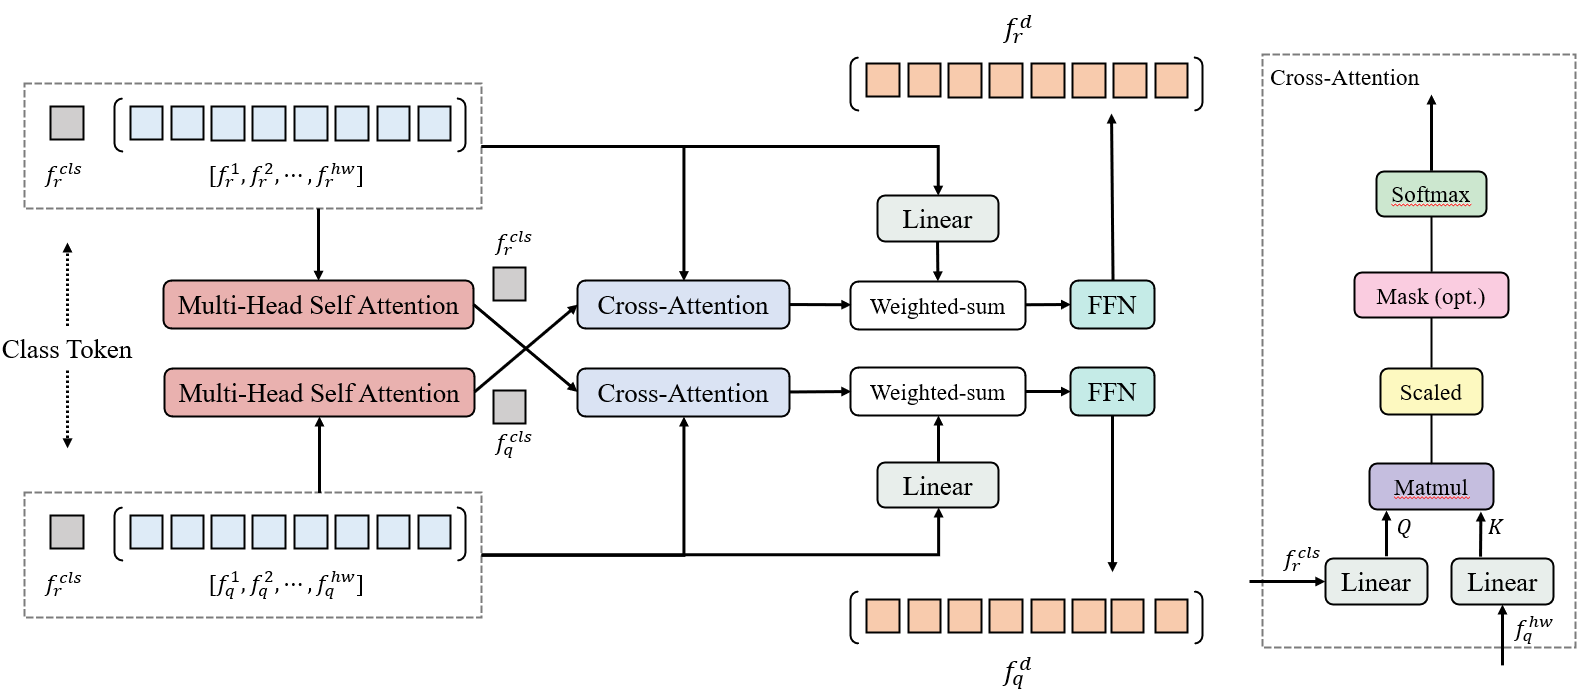 f_r^d
Cross-Attention
f_r^{cls}
[f_r^1, f_r^2, ⋯, f_r^{hw}]
Softmax
Linear
f_r^{cls}
Multi-Head Self Attention
Cross-Attention
Weighted-sum
FFN
Mask (opt.)
Class Token
Multi-Head Self Attention
Cross-Attention
Weighted-sum
FFN
Scaled
f_q^{cls}
Linear
Matmul
Q
K
f_r^{cls}
[f_q^1, f_q^2, ⋯, f_q^{hw}]
f_r^{cls}
Linear
Linear
f_q^{hw}
f_q^d